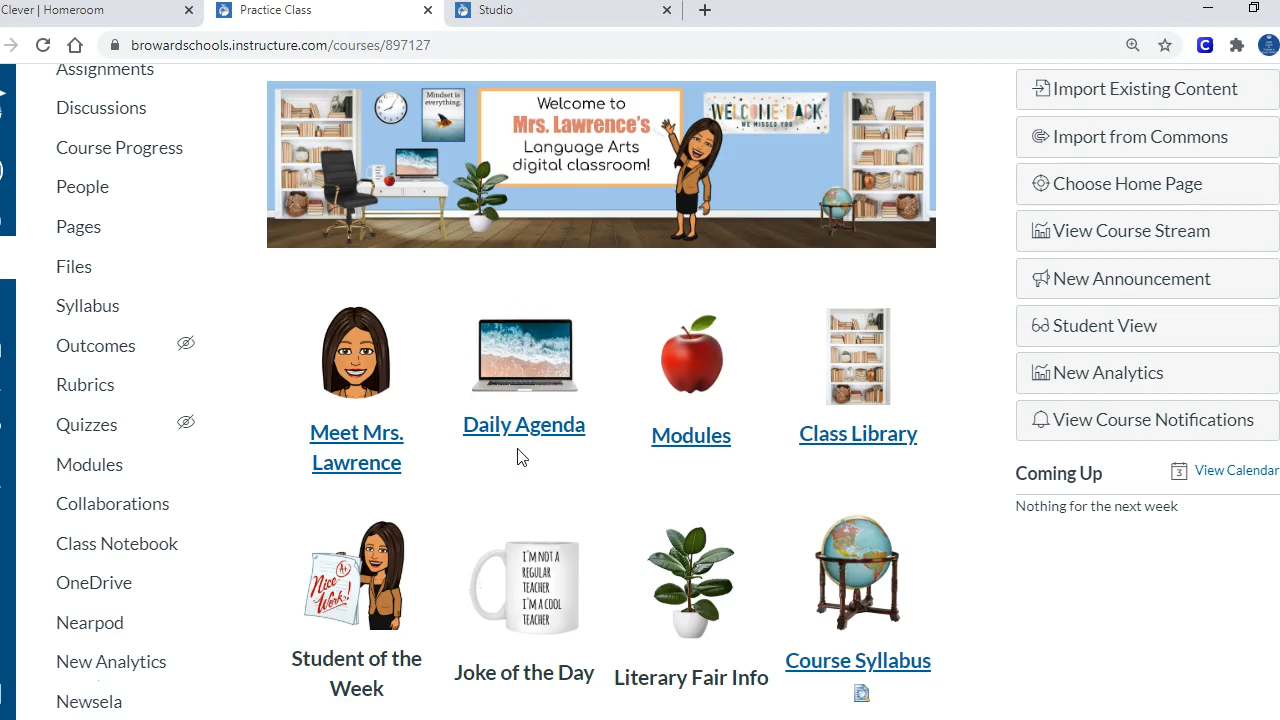 Clever | Homeroom
Practice Class
Studio
browardschools.instructure.com/courses/897127
Assignments
Discussions
Course Progress
People
Pages
Files
Syllabus
Outcomes
Rubrics
Quizzes
Modules
Collaborations
Class Notebook
OneDrive
Nearpod
New Analytics
Newsela
Mindset is
everything.
Welcome to
Mrs. Lawrence's
Language Arts
digital classroom!
WELCOME BACK
WE MISSED YOU
Meet Mrs.
Lawrence
Daily Agenda
Modules
Class Library
Nice
Work!
A+
I'M NOT A
REGULAR
TEACHER
I'M A COOL
TEACHER
Student of the
Week
Joke of the Day
Literary Fair Info
Course Syllabus
Import Existing Content
Import from Commons
Choose Home Page
View Course Stream
New Announcement
Student View
New Analytics
View Course Notifications
Coming Up
3
View Calendar
Nothing for the next week